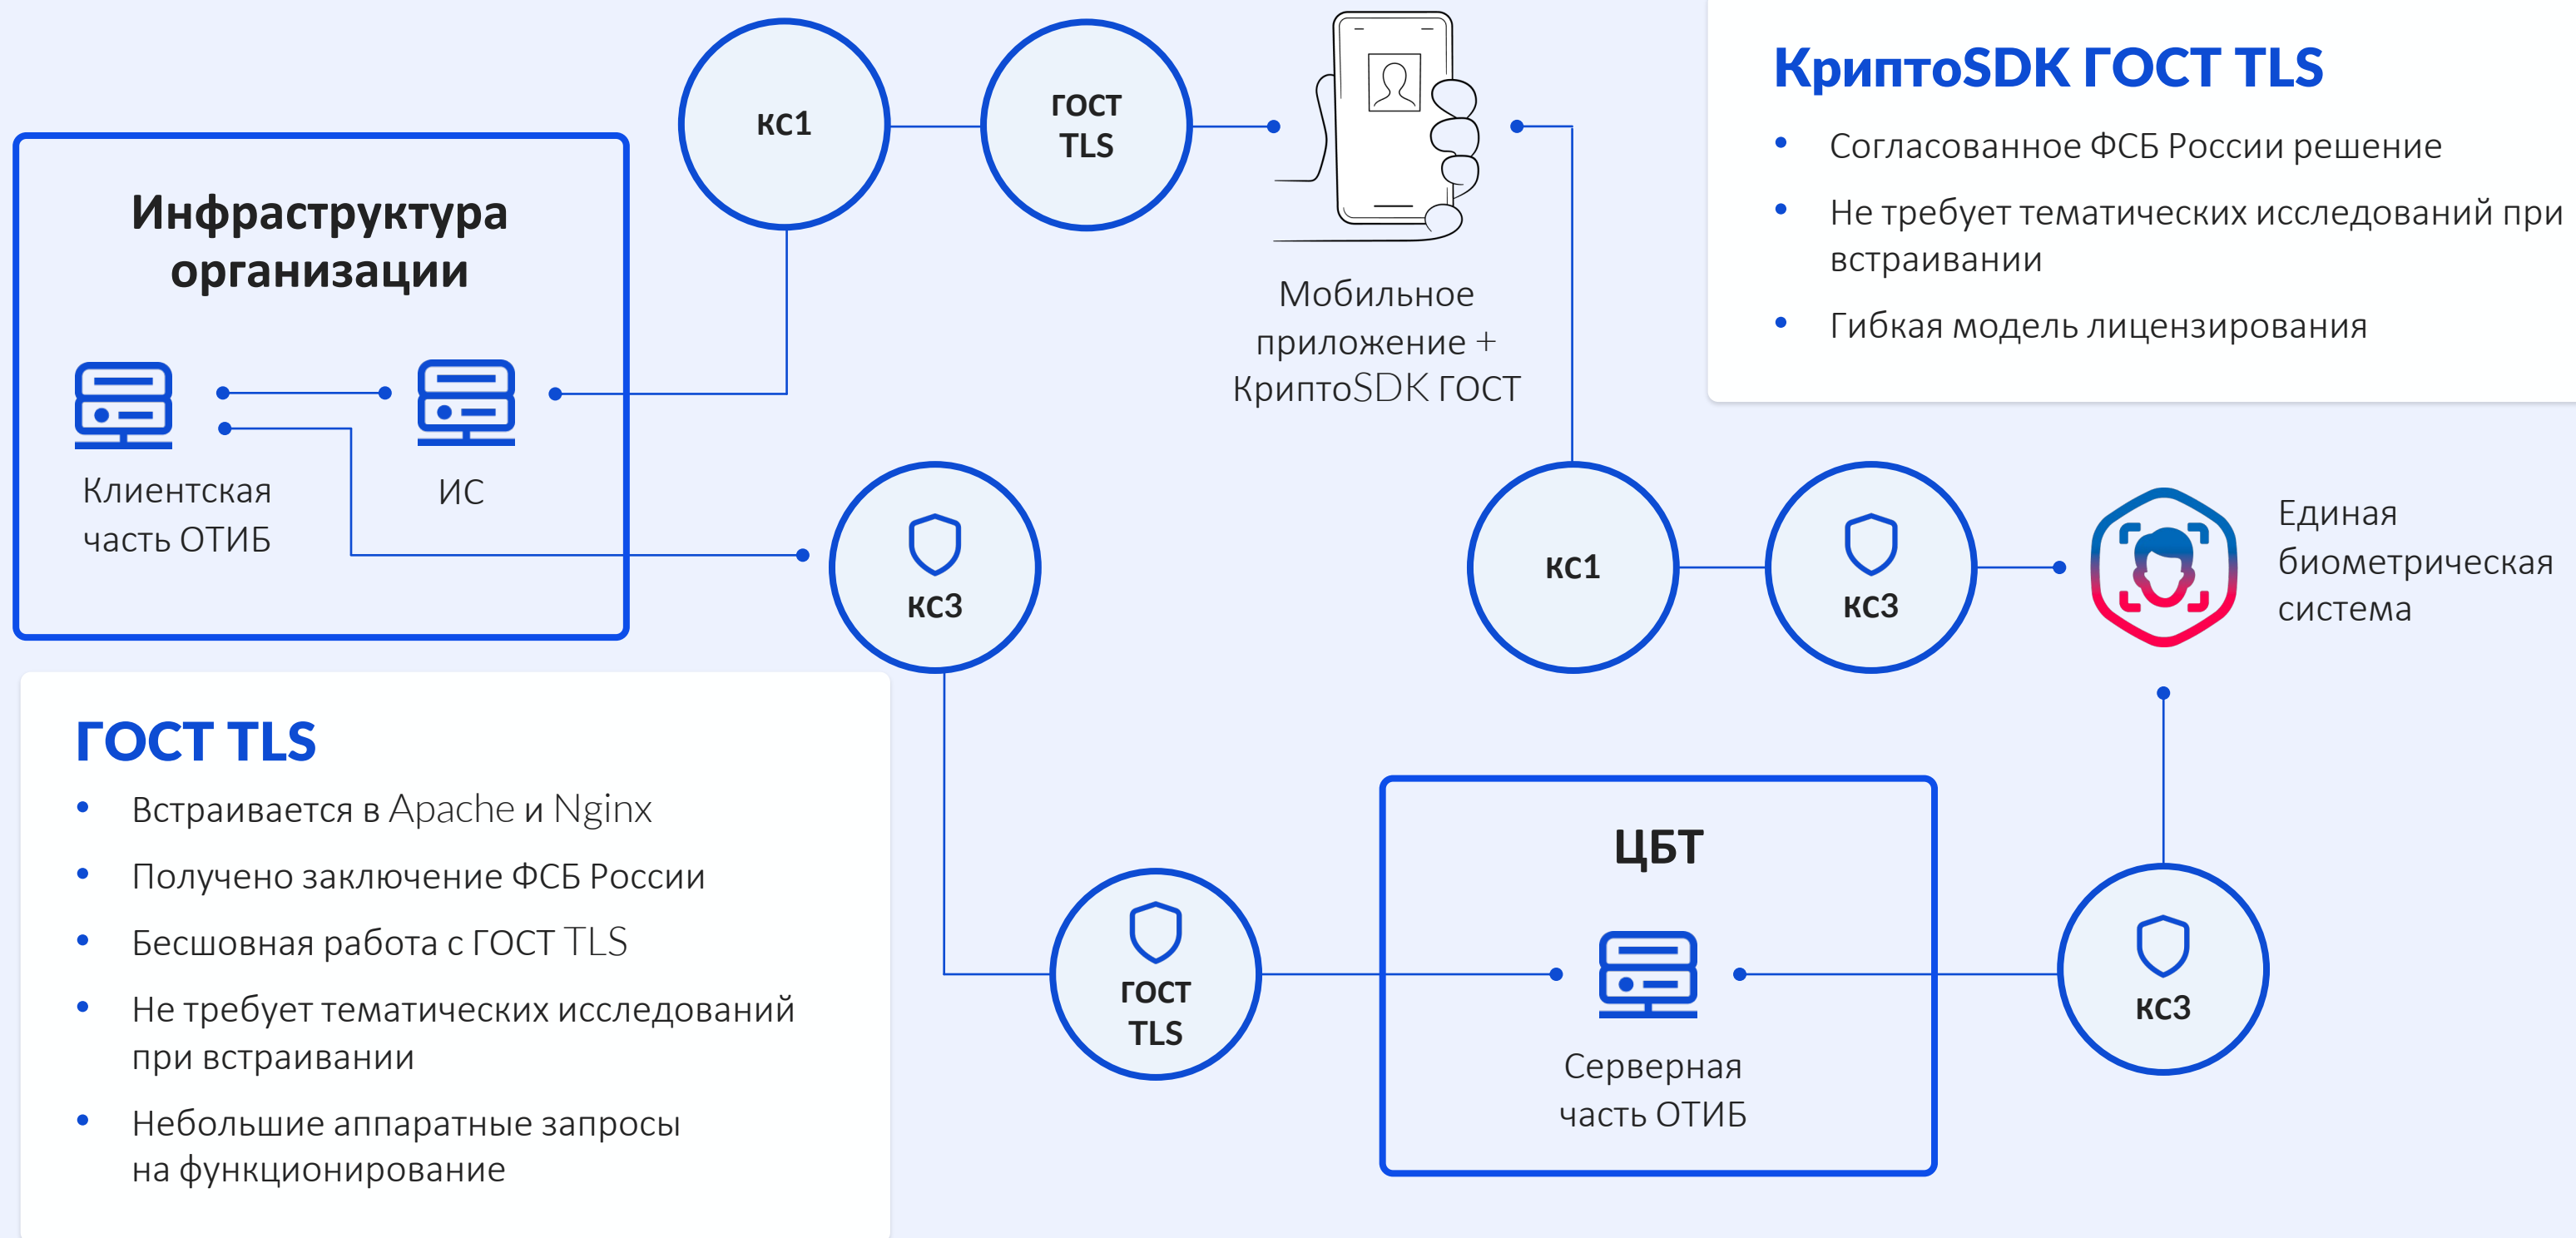 КС1
ГОСТ
TLS
КриптоSDK ГОСТ TLS
Согласованное ФСБ России решение
Не требует тематических исследований при
встраивании
Гибкая модель лицензирования
Инфраструктура
организации
Клиентская
часть ОТИБ
ИС
Мобильное
приложение +
КриптоSDK ГОСТ
КС3
КС1
КС3
Единая
биометрическая
система
ГОСТ TLS
Встраивается в Apache и Nginx
Получено заключение ФСБ России
Бесшовная работа с ГОСТ TLS
Не требует тематических исследований
при встраивании
Небольшие аппаратные запросы
на функционирование
ГОСТ
TLS
ЦБТ
Серверная
часть ОТИБ
КС3